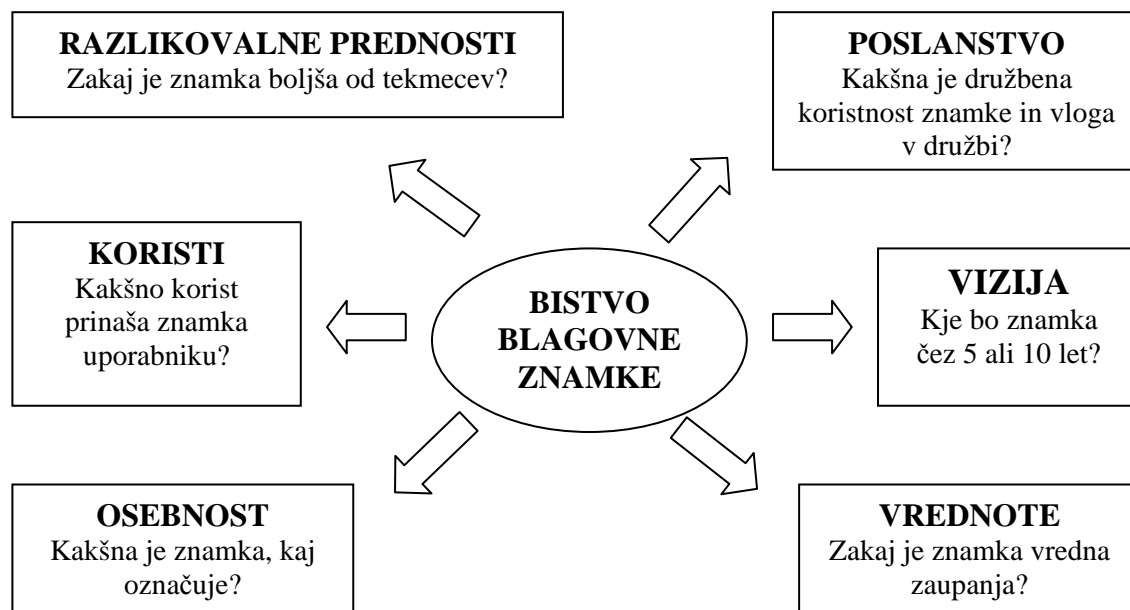 RAZLIKOVALNE PREDNOSTI
Zakaj je znamka boljša od tekmecev?
POSLANSTVO
Kakšna je družbena
koristnost znamke in vloga
v družbi?
KORISTI
Kakšno korist
prinaša znamka
uporabniku?
BISTVO
BLAGOVNE
ZNAMKE
VIZIJA
Kje bo znamka
čez 5 ali 10 let?
OSEBNOST
Kakšna je znamka, kaj
označuje?
VREDNOTE
Zakaj je znamka vredna
zaupanja?